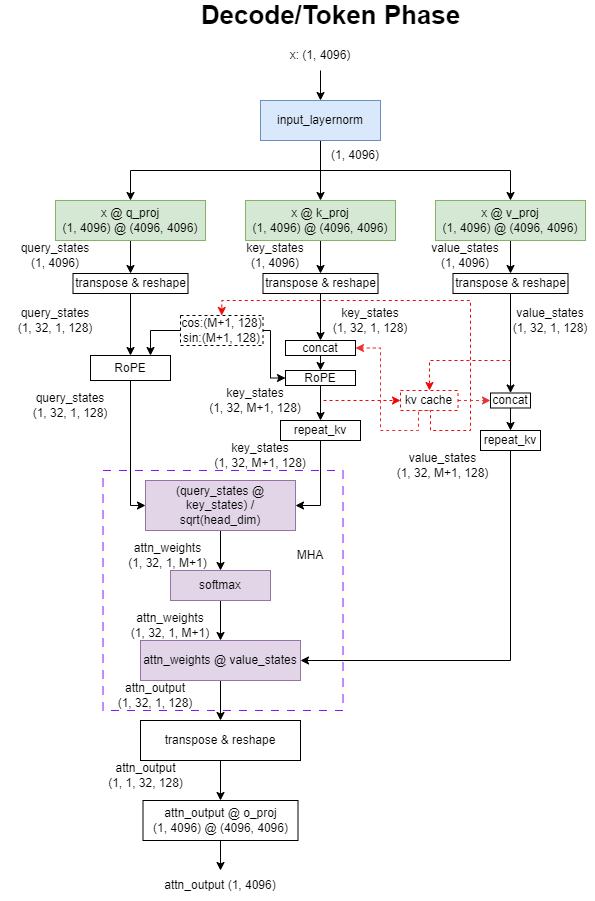 Decode/Token Phase
x: (1, 4096)
input_layernorm
(1, 4096)
x @ q_proj
(1, 4096) @ (4096, 4096)
x @ k_proj
(1, 4096) @ (4096, 4096)
x @ v_proj
(1, 4096) @ (4096, 4096)
query_states
(1, 4096)
key_states
(1, 4096)
value_states
(1, 4096)
transpose & reshape
transpose & reshape
transpose & reshape
query_states
(1, 32, 1, 128)
cos:(M+1, 128)
sin:(M+1, 128)
key_states
(1, 32, 1, 128)
value_states
(1, 32, 1, 128)
concat
RoPE
RoPE
query_states
(1, 32, 1, 128)
key_states
(1, 32, M+1, 128)
kv cache
concat
repeat_kv
repeat_kv
key_states
(1, 32, M+1, 128)
value_states
(1, 32, M+1, 128)
(query_states @
key_states) /
sqrt(head_dim)
MHA
attn_weights
(1, 32, 1, M+1)
softmax
attn_weights
(1, 32, 1, M+1)
attn_weights @ value_states
attn_output
(1, 32, 1, 128)
transpose & reshape
attn_output
(1, 1, 32, 128)
attn_output @ o_proj
(1, 4096) @ (4096, 4096)
attn_output (1, 4096)